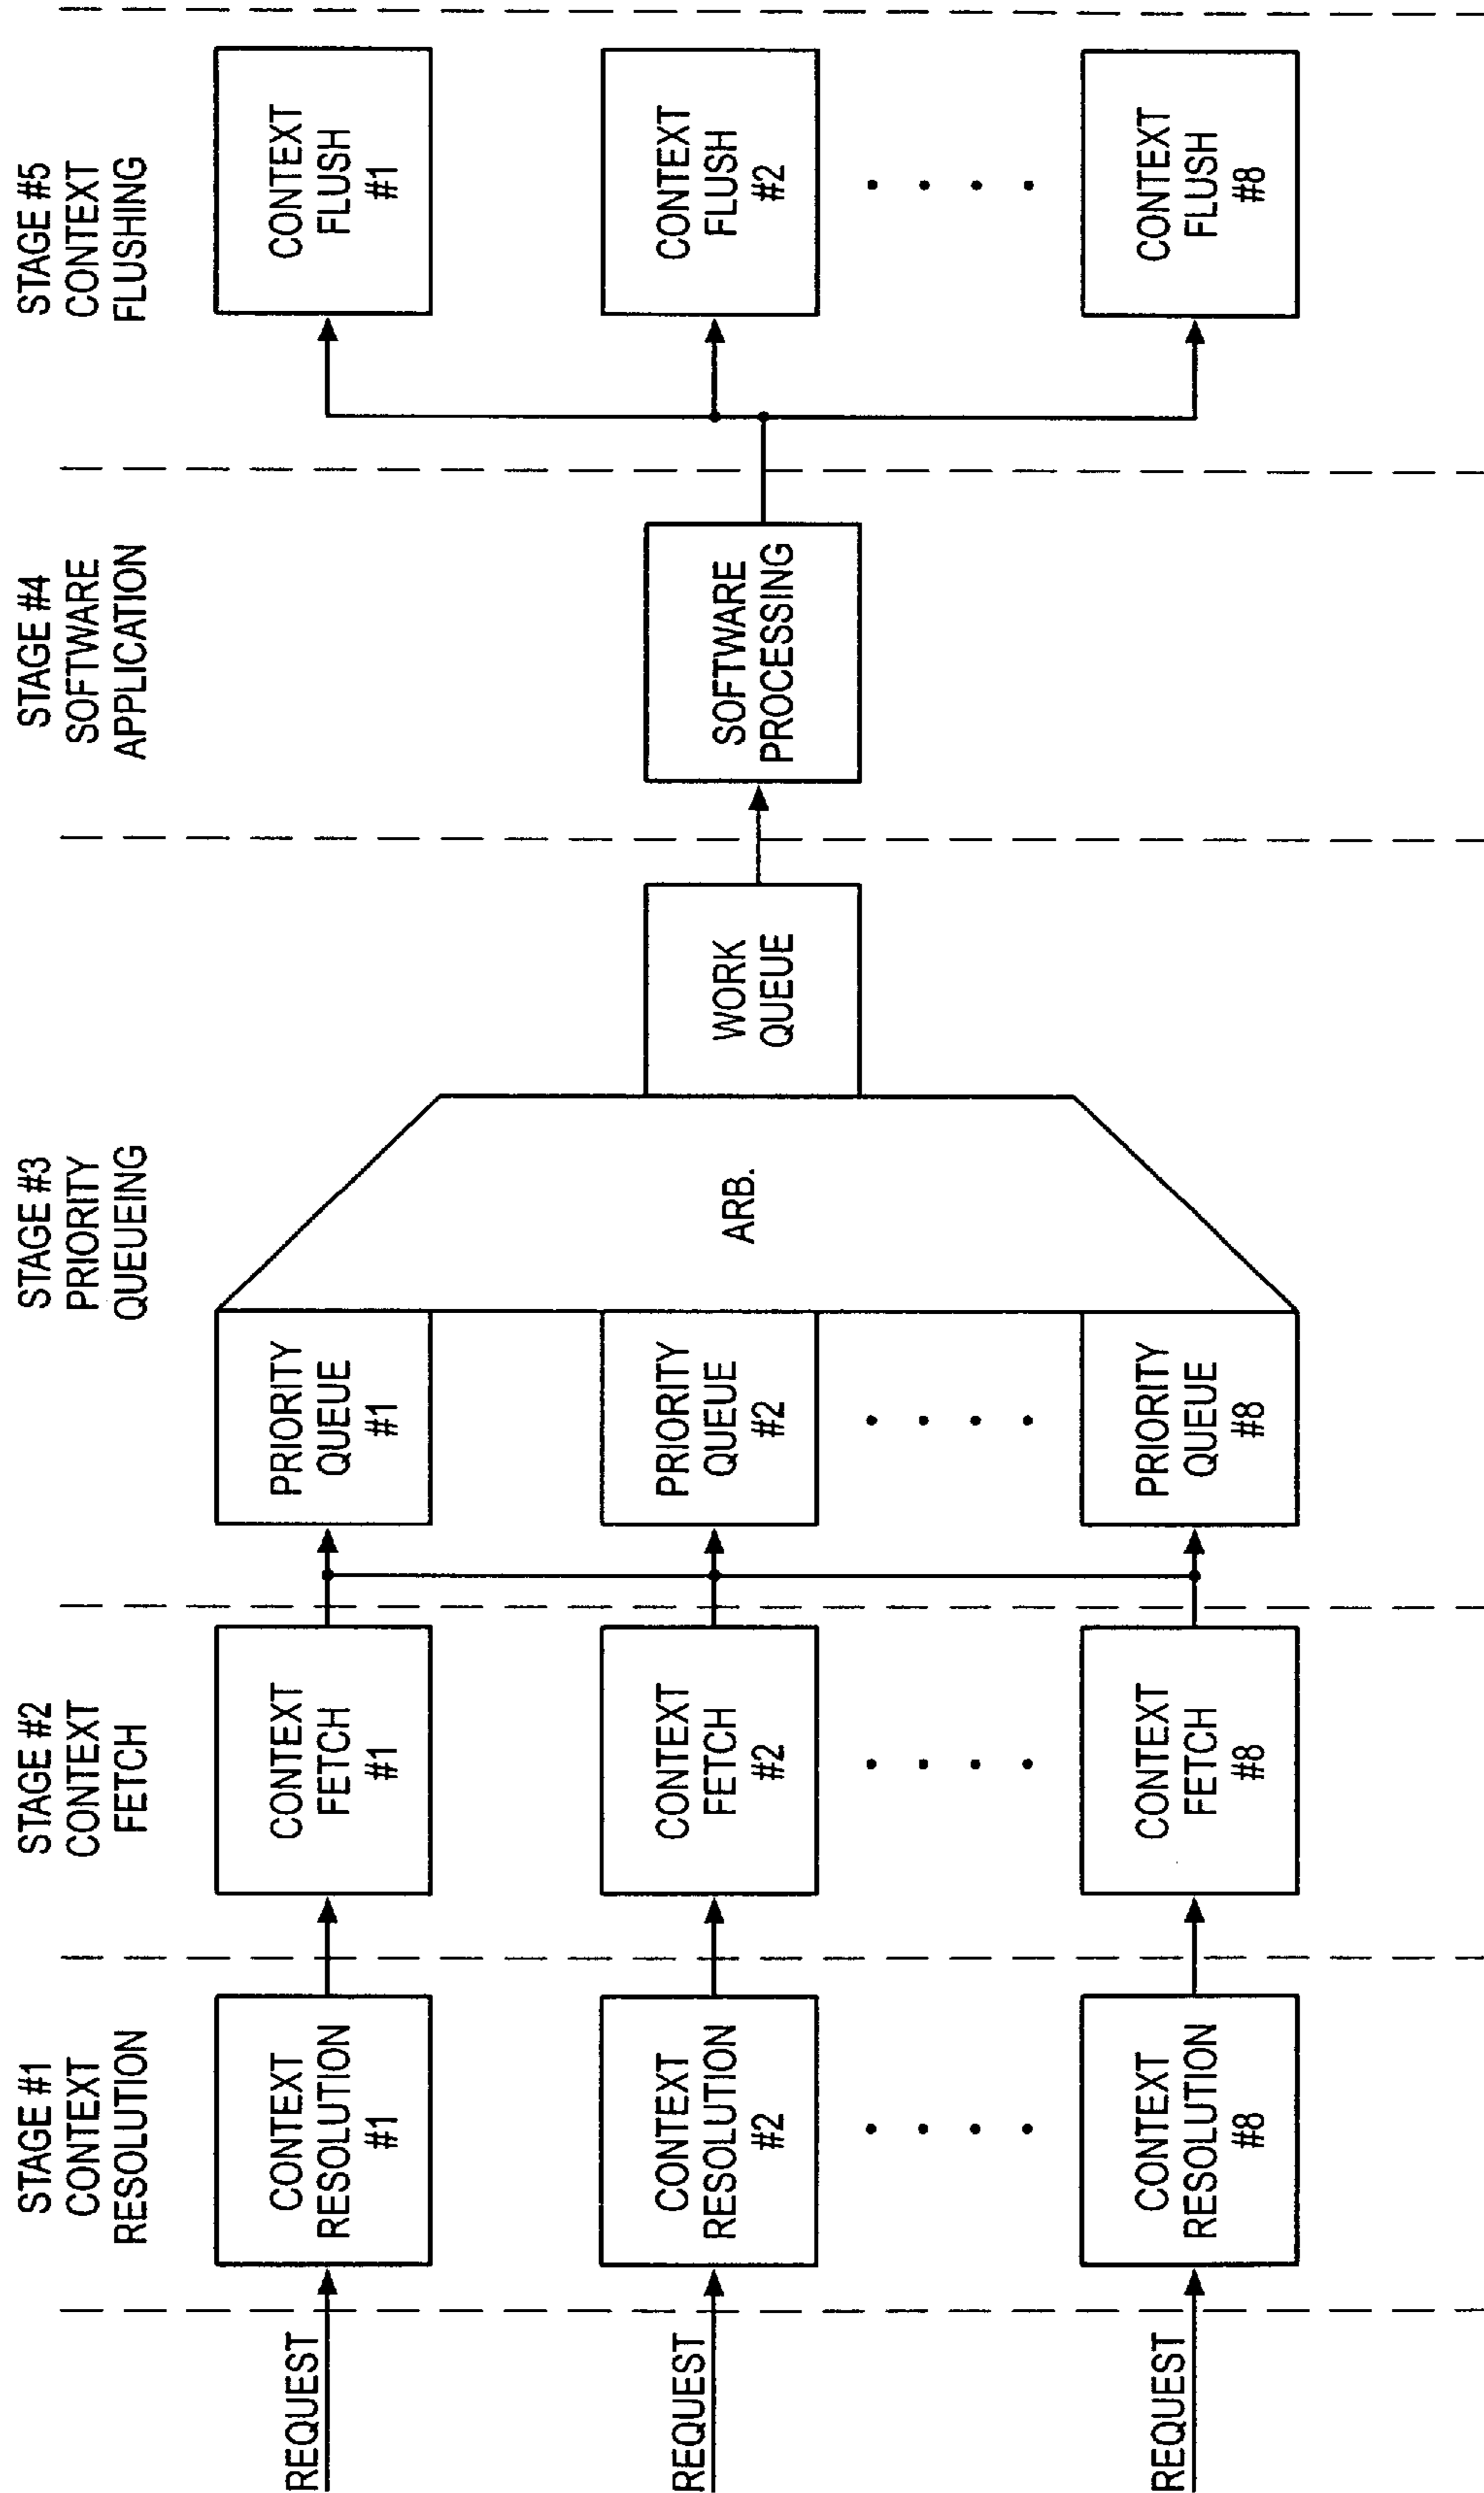 STAGE #1
CONTEXT
RESOLUTION
STAGE #2
CONTEXT
FETCH
STAGE #3
PRIORITY
QUEUEING
STAGE #4
SOFTWARE
APPLICATION
STAGE #5
CONTEXT
FLUSHING
REQUEST
CONTEXT
RESOLUTION
#1
CONTEXT
FETCH
#1
PRIORITY
QUEUE
#1
CONTEXT
FLUSH
#1
REQUEST
CONTEXT
RESOLUTION
#2
CONTEXT
FETCH
#2
PRIORITY
QUEUE
#2
ARB.
WORK
QUEUE
SOFTWARE
PROCESSING
CONTEXT
FLUSH
#2
REQUEST
CONTEXT
RESOLUTION
#8
CONTEXT
FETCH
#8
PRIORITY
QUEUE
#8
CONTEXT
FLUSH
#8